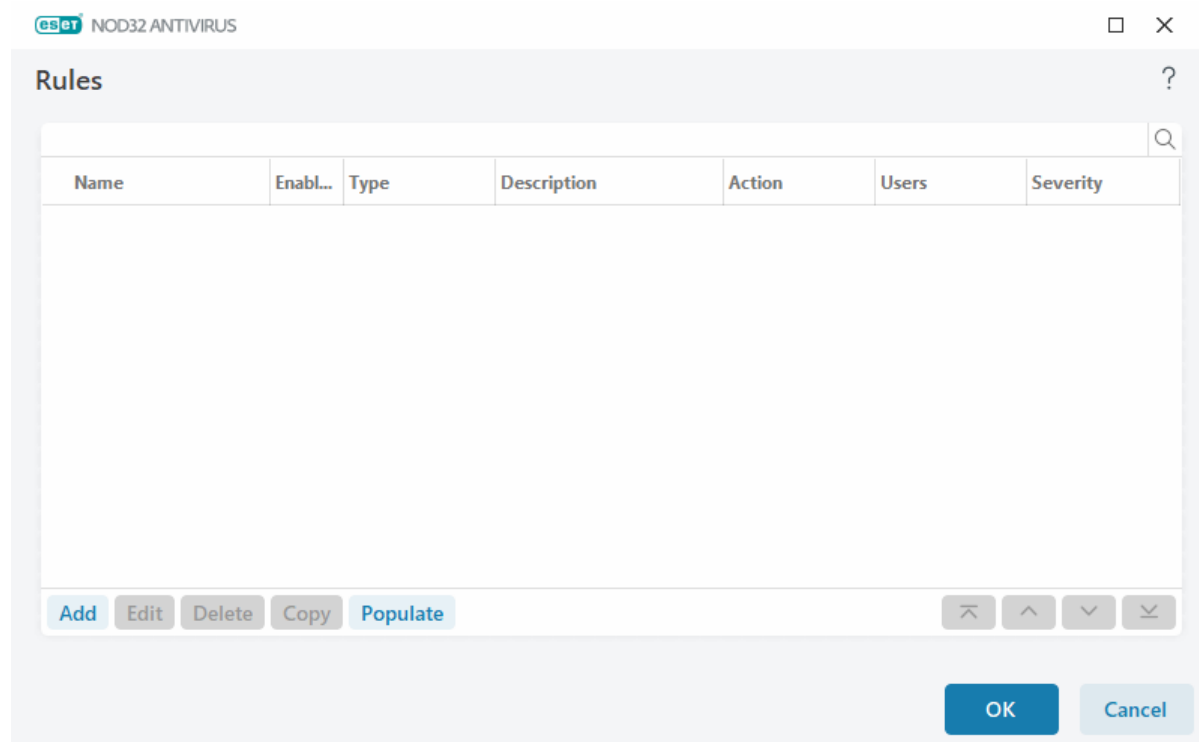 eset NOD32 ANTIVIRUS
Rules
?
Name Enabl... Type Description Action Users Severity
Add Edit Delete Copy Populate
OK Cancel